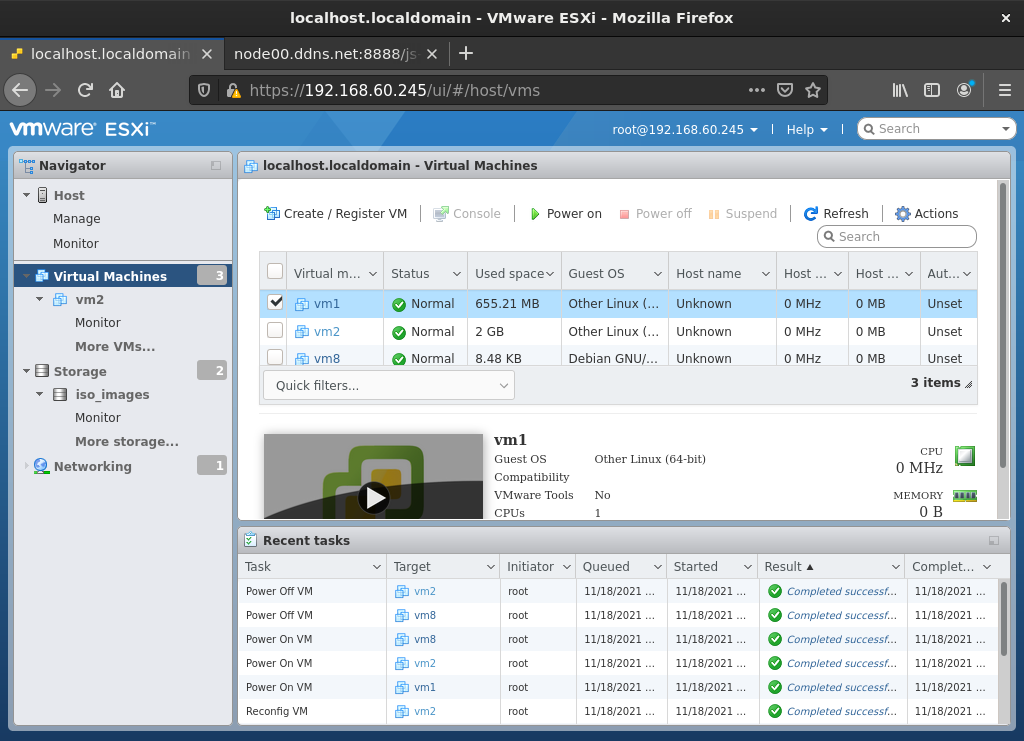 localhost.localdomain - VMware ESXi - Mozilla Firefox
localhost.localdomain
node00.ddns.net:8888/js
https://192.168.60.245/ui/#/host/vms
vmware ESXi™
root@192.168.60.245
Help
Search
Navigator
Host
Manage
Monitor
Virtual Machines 3
vm2
Monitor
More VMs...
Storage 2
iso_images
Monitor
More storage...
Networking 1
localhost.localdomain - Virtual Machines
Create / Register VM Console Power on Power off Suspend Refresh Actions
Search
Virtual m... Status Used space Guest OS Host name Host ... Host ... Aut...
vm1 Normal 655.21 MB Other Linux (... Unknown 0 MHz 0 MB Unset
vm2 Normal 2 GB Other Linux (... Unknown 0 MHz 0 MB Unset
vm8 Normal 8.48 KB Debian GNU/... Unknown 0 MHz 0 MB Unset
Quick filters...
3 items
vm1
Guest OS Other Linux (64-bit)
Compatibility
VMware Tools No
CPUs 1
CPU
0 MHz
MEMORY
0 B
Recent tasks
Task Target Initiator Queued Started Result Complet...
Power Off VM vm2 root 11/18/2021 ... 11/18/2021 ... Completed successf... 11/18/2021 ...
Power Off VM vm8 root 11/18/2021 ... 11/18/2021 ... Completed successf... 11/18/2021 ...
Power On VM vm8 root 11/18/2021 ... 11/18/2021 ... Completed successf... 11/18/2021 ...
Power On VM vm2 root 11/18/2021 ... 11/18/2021 ... Completed successf... 11/18/2021 ...
Power On VM vm1 root 11/18/2021 ... 11/18/2021 ... Completed successf... 11/18/2021 ...
Reconfig VM vm2 root 11/18/2021 ... 11/18/2021 ... Completed successf... 11/18/2021 ...